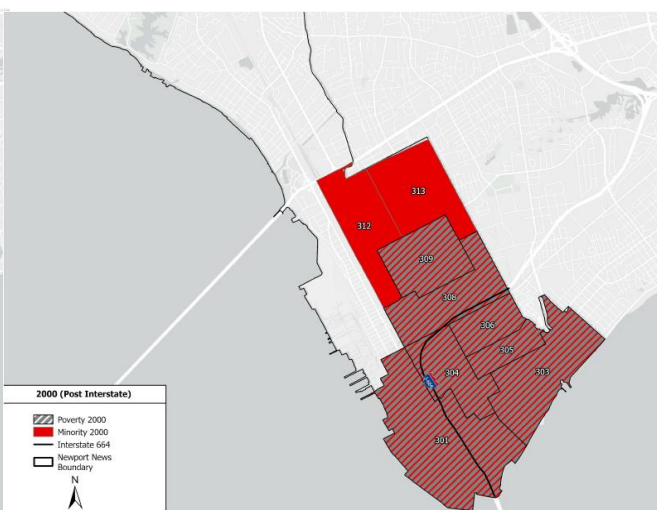 313
312
309
308
306
305
304
303
301
2000 (Post Interstate)
Poverty 2000
Minority 2000
Interstate 664
Newport News
Boundary
N